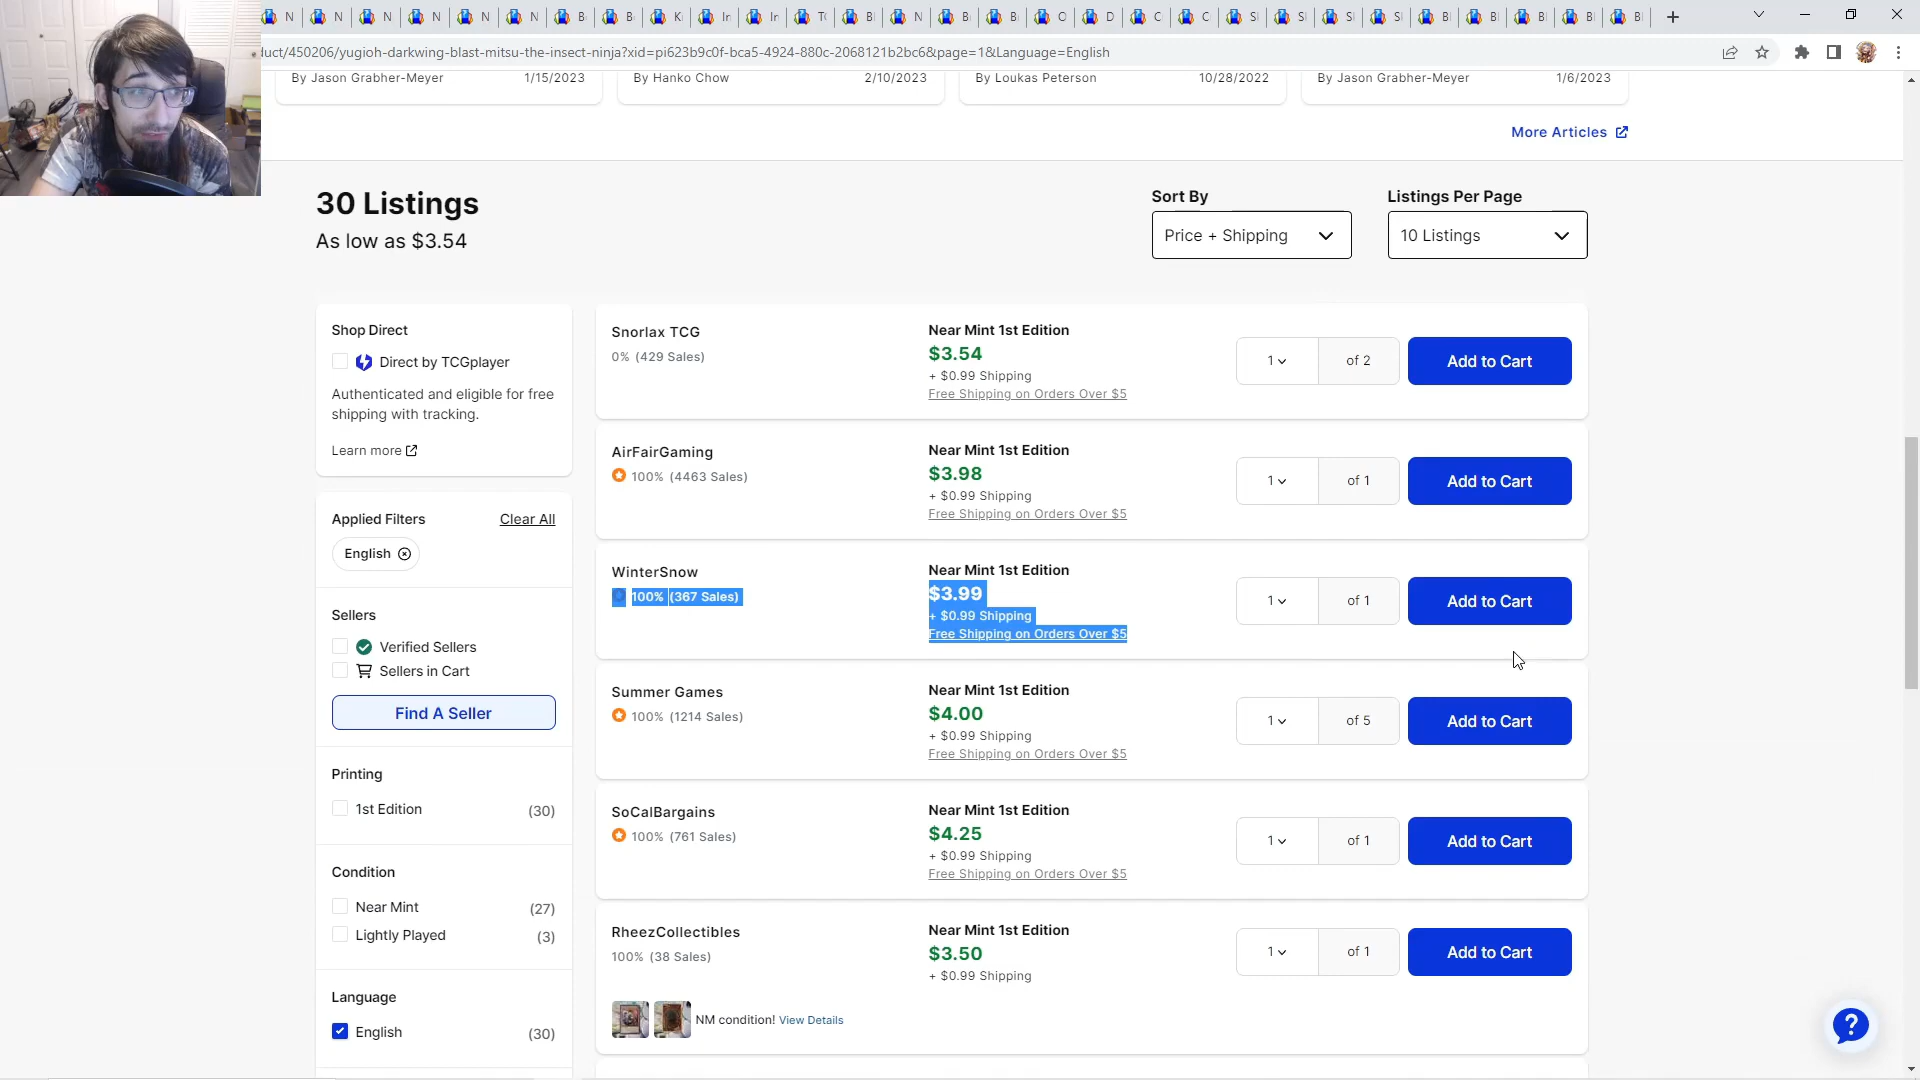 duct/450206/yugioh-darkwing-blast-mitsu-the-insect-ninja?xid=pi623b9c0f-bca5-4924-880c-2068121b2bc6&page=1&Language=English
By Jason Grabher-Meyer 1/15/2023 By Hanko Chow 2/10/2023 By Loukas Peterson 10/28/2022 By Jason Grabher-Meyer 1/6/2023
More Articles
30 Listings
As low as $3.54
Sort By
Price + Shipping
Listings Per Page
10 Listings
Shop Direct
Direct by TCGplayer
Authenticated and eligible for free
shipping with tracking.
Learn more
Applied Filters Clear All
English
Sellers
Verified Sellers
Sellers in Cart
Find A Seller
Printing
1st Edition (30)
Condition
Near Mint (27)
Lightly Played (3)
Language
English (30)
Snorlax TCG
0% (429 Sales)
Near Mint 1st Edition
$3.54
+ $0.99 Shipping
Free Shipping on Orders Over $5
1 of 2
Add to Cart
AirFairGaming
100% (4463 Sales)
Near Mint 1st Edition
$3.98
+ $0.99 Shipping
Free Shipping on Orders Over $5
1 of 1
Add to Cart
WinterSnow
100% (367 Sales)
Near Mint 1st Edition
$3.99
+ $0.99 Shipping
Free Shipping on Orders Over $5
1 of 1
Add to Cart
Summer Games
100% (1214 Sales)
Near Mint 1st Edition
$4.00
+ $0.99 Shipping
Free Shipping on Orders Over $5
1 of 5
Add to Cart
SoCalBargains
100% (761 Sales)
Near Mint 1st Edition
$4.25
+ $0.99 Shipping
Free Shipping on Orders Over $5
1 of 1
Add to Cart
RheezCollectibles
100% (38 Sales)
Near Mint 1st Edition
$3.50
+ $0.99 Shipping
1 of 1
Add to Cart
NM condition! View Details
?